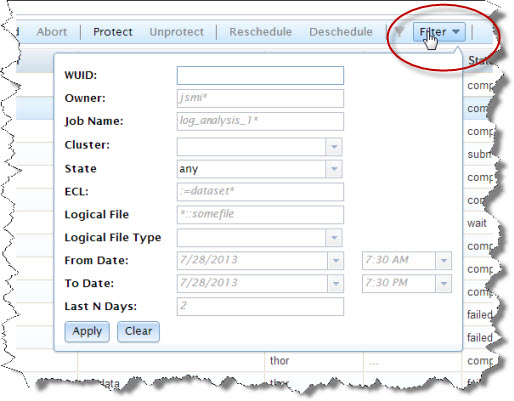 Abort Protect Unprotect Reschedule Deschedule Filter
WUID:
Owner: jsmi*
Job Name: log_analysis_1*
Cluster:
State any
ECL: :=dataset*
Logical File *::somefile
Logical File Type
From Date: 7/28/2013 7:30 AM
To Date: 7/28/2013 7:30 PM
Last N Days: 2
Apply Clear
State
comp
com
comp
subm
comp
comp
comp
wait
comp
comp
comp
failed
failed
thor ... comp
data thor